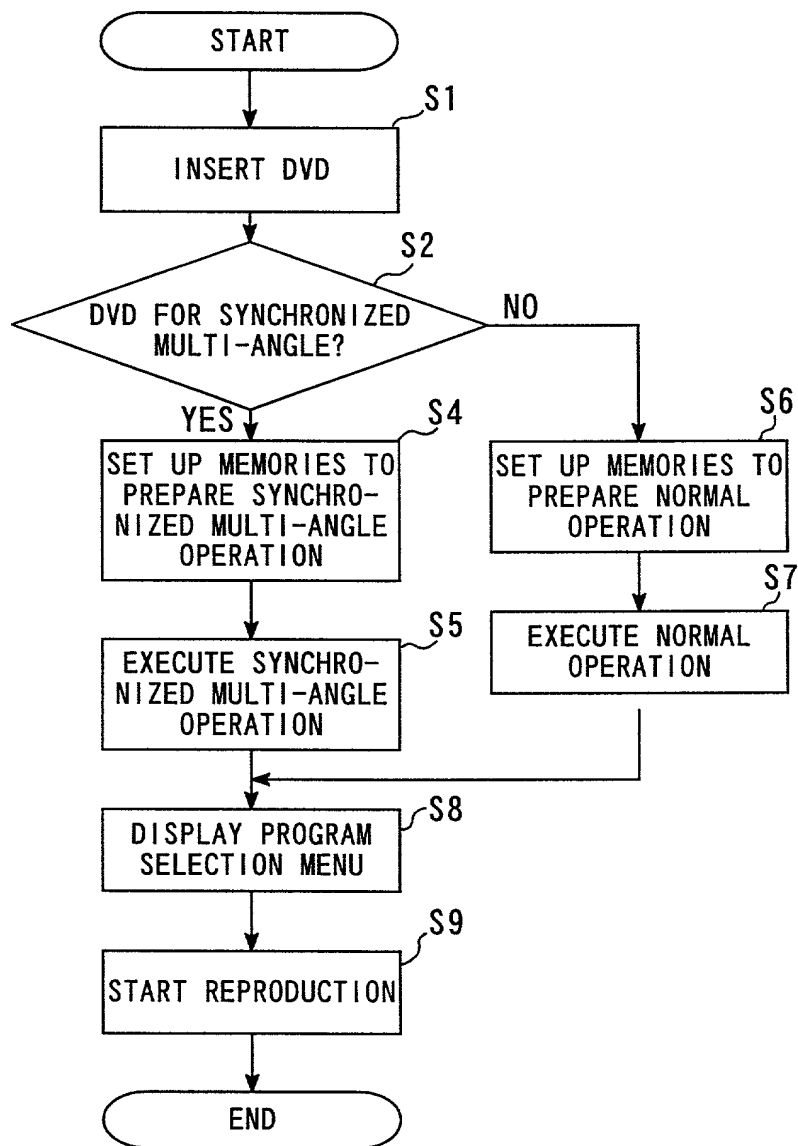 START
S1
INSERT DVD
S2
DVD FOR SYNCHRONIZED
MULTI-ANGLE?
NO
YES
S4
SET UP MEMORIES TO
PREPARE SYNCHRO-
NIZED MULTI-ANGLE
OPERATION
S6
SET UP MEMORIES TO
PREPARE NORMAL
OPERATION
S5
EXECUTE SYNCHRO-
NIZED MULTI-ANGLE
OPERATION
S7
EXECUTE NORMAL
OPERATION
S8
DISPLAY PROGRAM
SELECTION MENU
S9
START REPRODUCTION
END